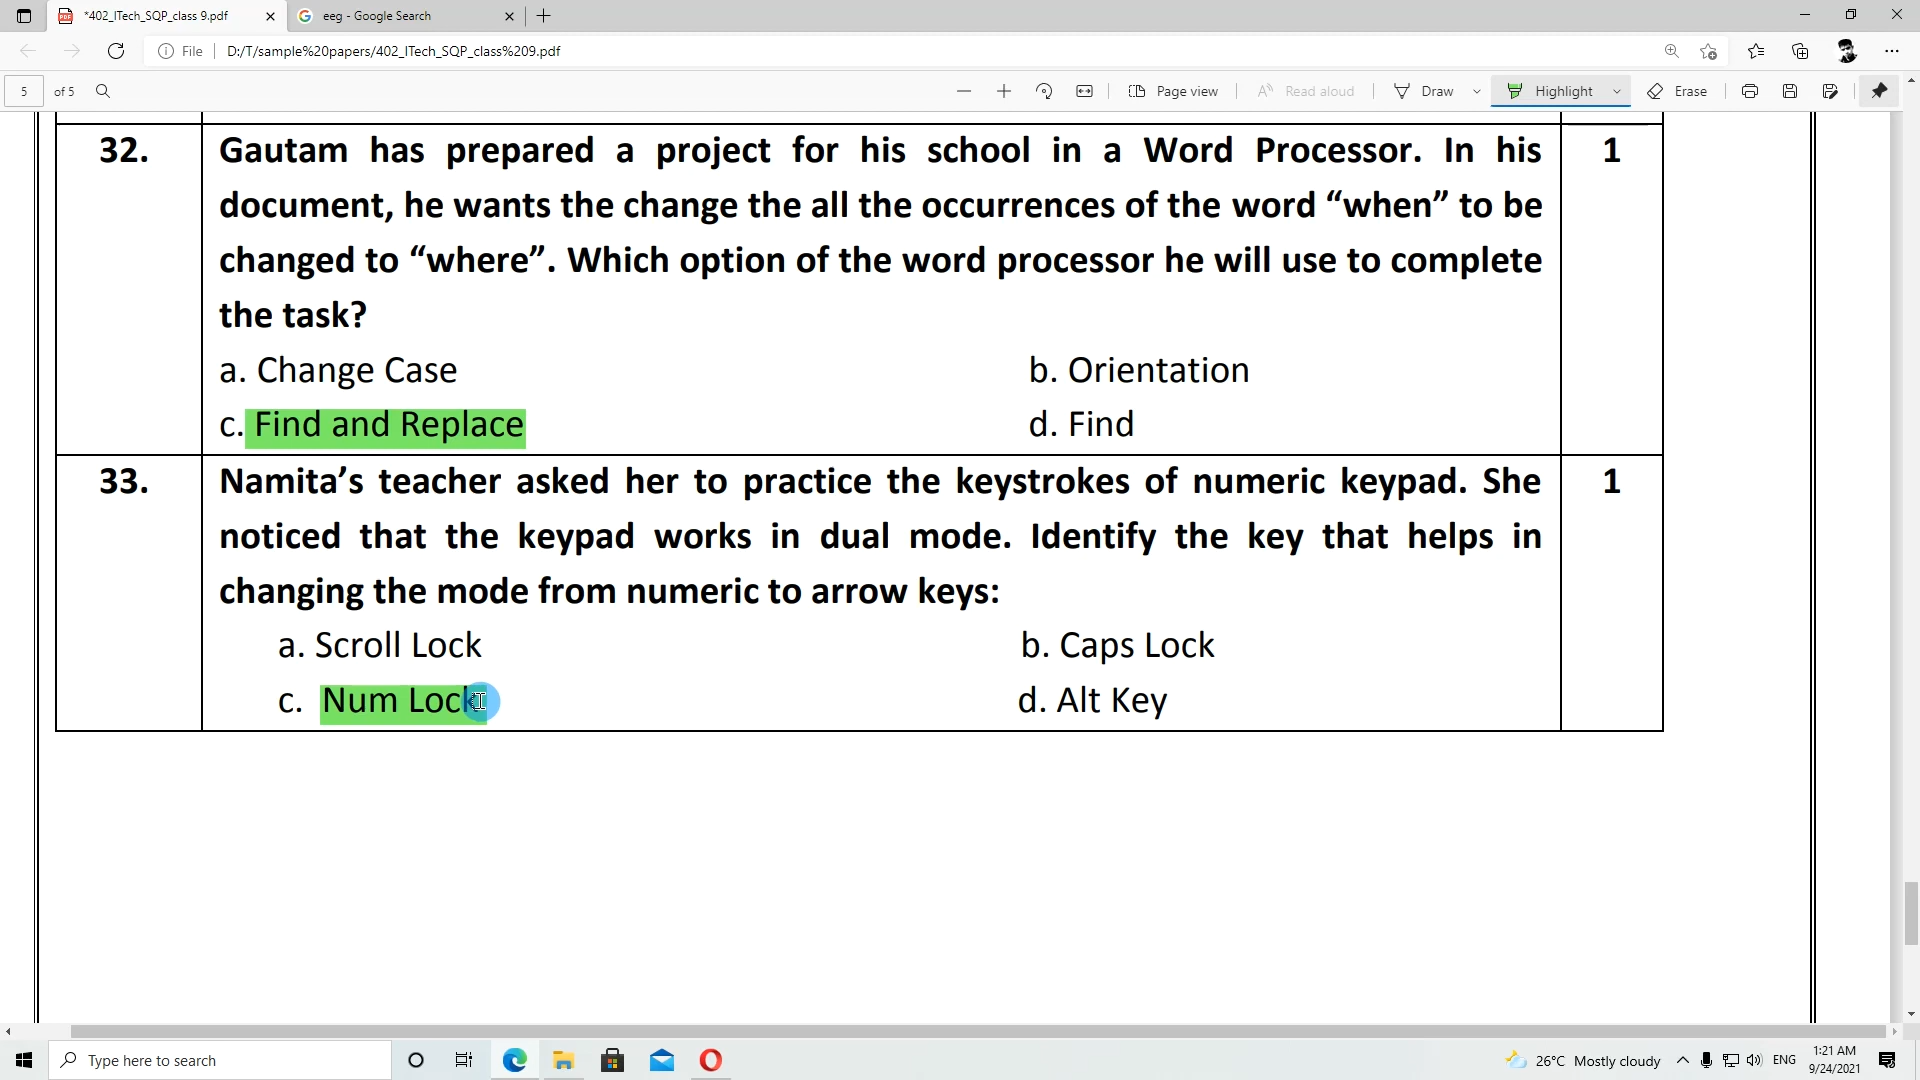 *402_ITech_SQP_class 9.pdf
eeg - Google Search
File
D:/T/sample%20papers/402_ITech_SQP_class%209.pdf
5 of 5
Page view
Read aloud
Draw
Highlight
Erase
32. Gautam has prepared a project for his school in a Word Processor. In his 1
document, he wants the change the all the occurrences of the word “when” to be
changed to “where”. Which option of the word processor he will use to complete
the task?
a. Change Case b. Orientation
c. Find and Replace d. Find
33. Namita’s teacher asked her to practice the keystrokes of numeric keypad. She 1
noticed that the keypad works in dual mode. Identify the key that helps in
changing the mode from numeric to arrow keys:
a. Scroll Lock b. Caps Lock
c. Num Lock d. Alt Key
Type here to search
26°C Mostly cloudy
ENG
1:21 AM
9/24/2021